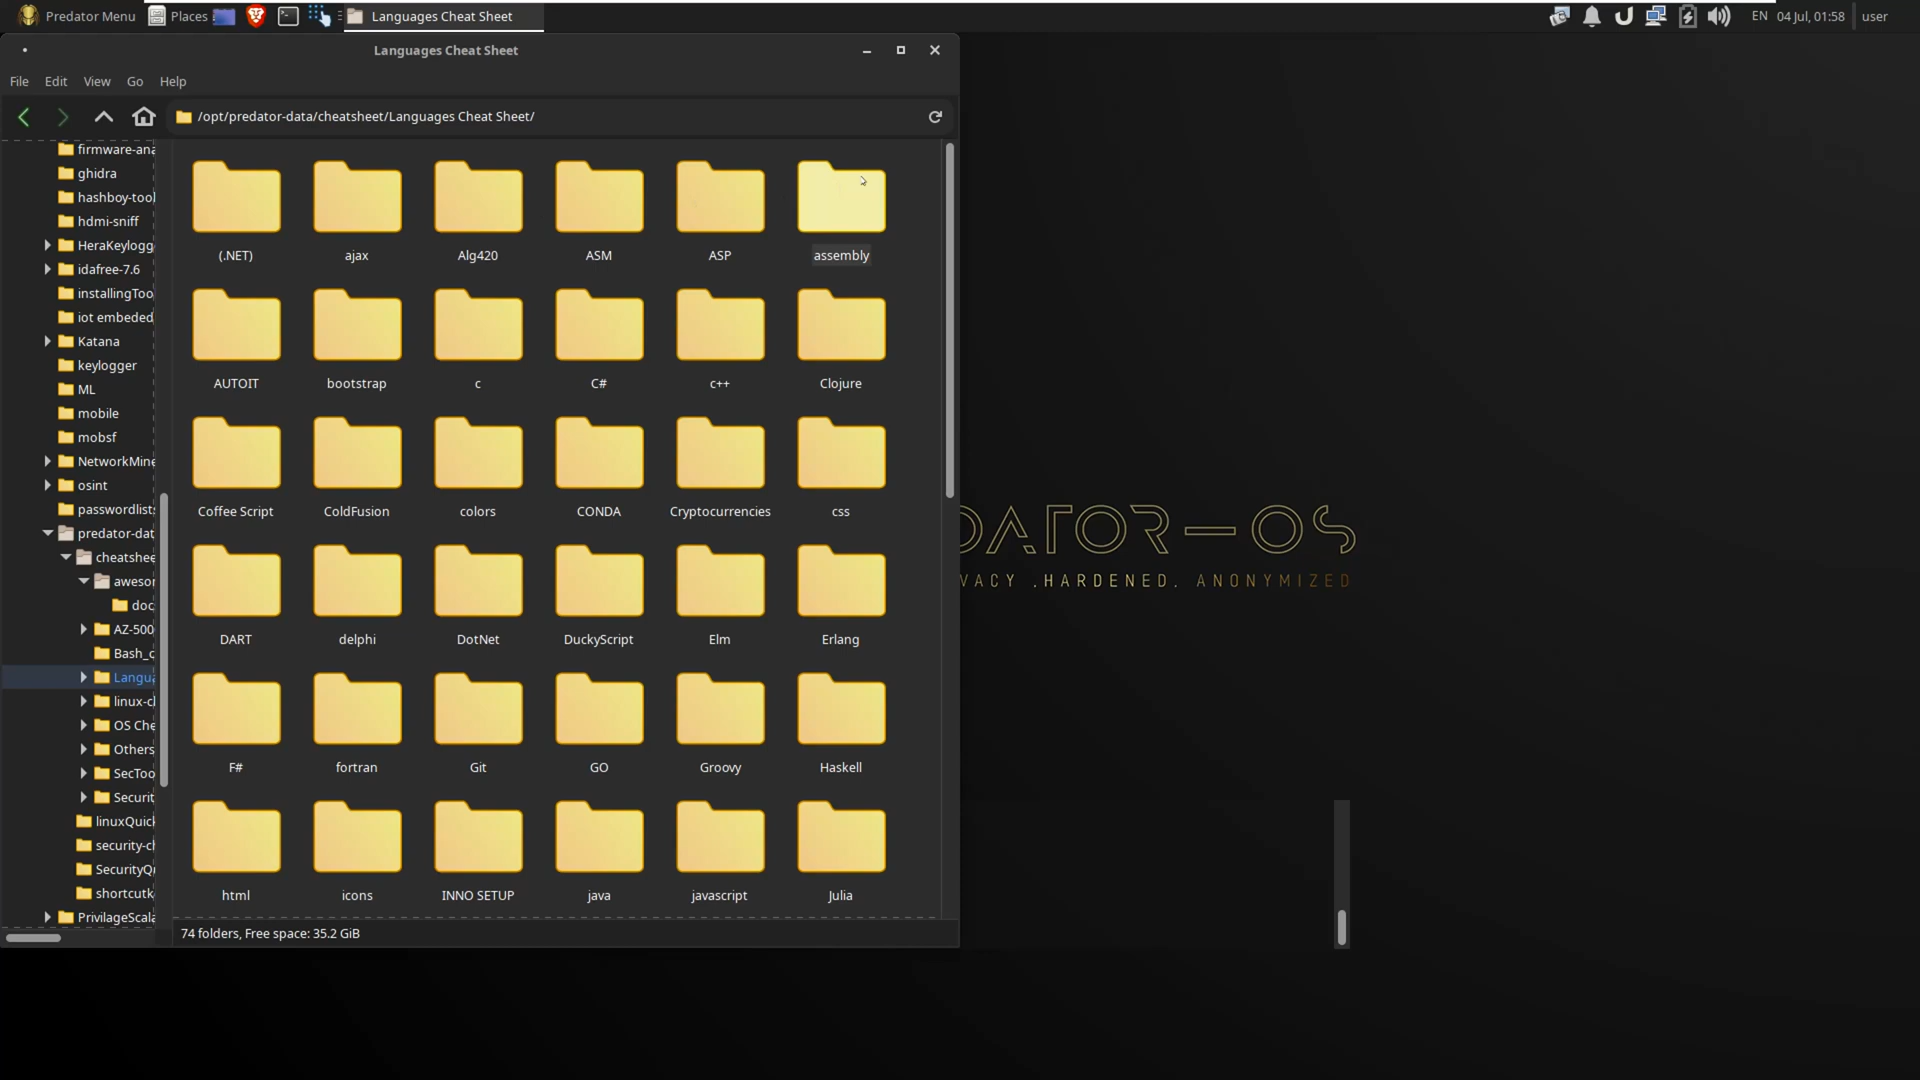 Predator Menu Places Languages Cheat Sheet EN 04 Jul, 01:58 user
Languages Cheat Sheet
File Edit View Go Help
/opt/predator-data/cheatsheet/Languages Cheat Sheet/
firmware-ana
ghidra
hashboy-tool
hdmi-sniff
HeraKeylogg
idafree-7.6
installingToo
iot embeded
Katana
keylogger
ML
mobile
mobsf
NetworkMine
osint
passwordlists
predator-dat
cheatshee
aweso
doc
AZ-500
Bash_c
Langua
linux-cl
OS Che
Others
SecToo
Securit
linuxQuick
security-cl
SecurityQ
shortcutk
PrivilageScala
(.NET) ajax Alg420 ASM ASP assembly
AUTOIT bootstrap c C# c++ Clojure
Coffee Script ColdFusion colors CONDA Cryptocurrencies css
DART delphi DotNet DuckyScript Elm Erlang
F# fortran Git GO Groovy Haskell
html icons INNO SETUP java javascript Julia
74 folders, Free space: 35.2 GiB
DATOR-OS
VACY .HARDENED. ANONYMIZED